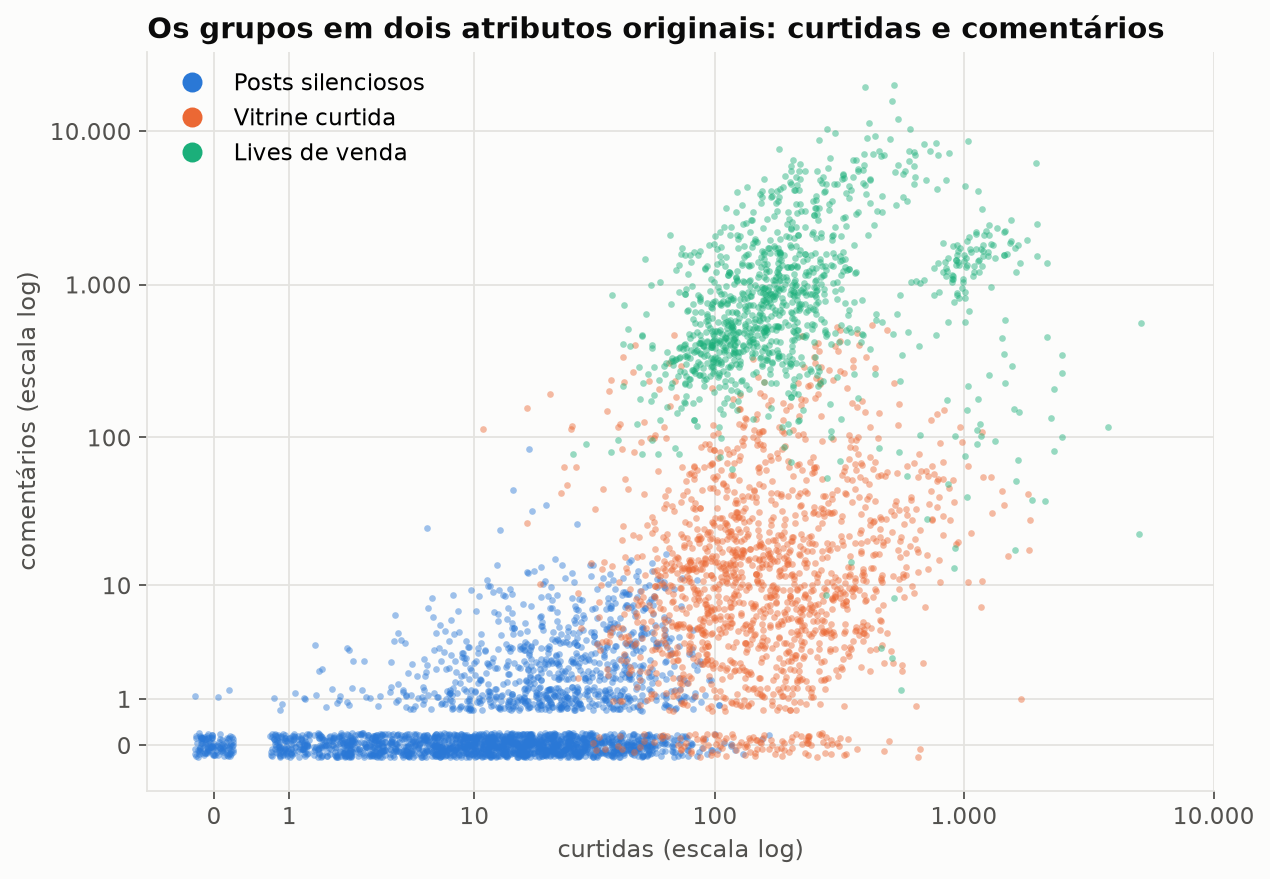 Os grupos em dois atributos originais: curtidas e comentários
Posts silenciosos
Vitrine curtida
Lives de venda
comentários (escala log)
10.000
1.000
100
10
1
0
0
1
10
100
1.000
10.000
curtidas (escala log)